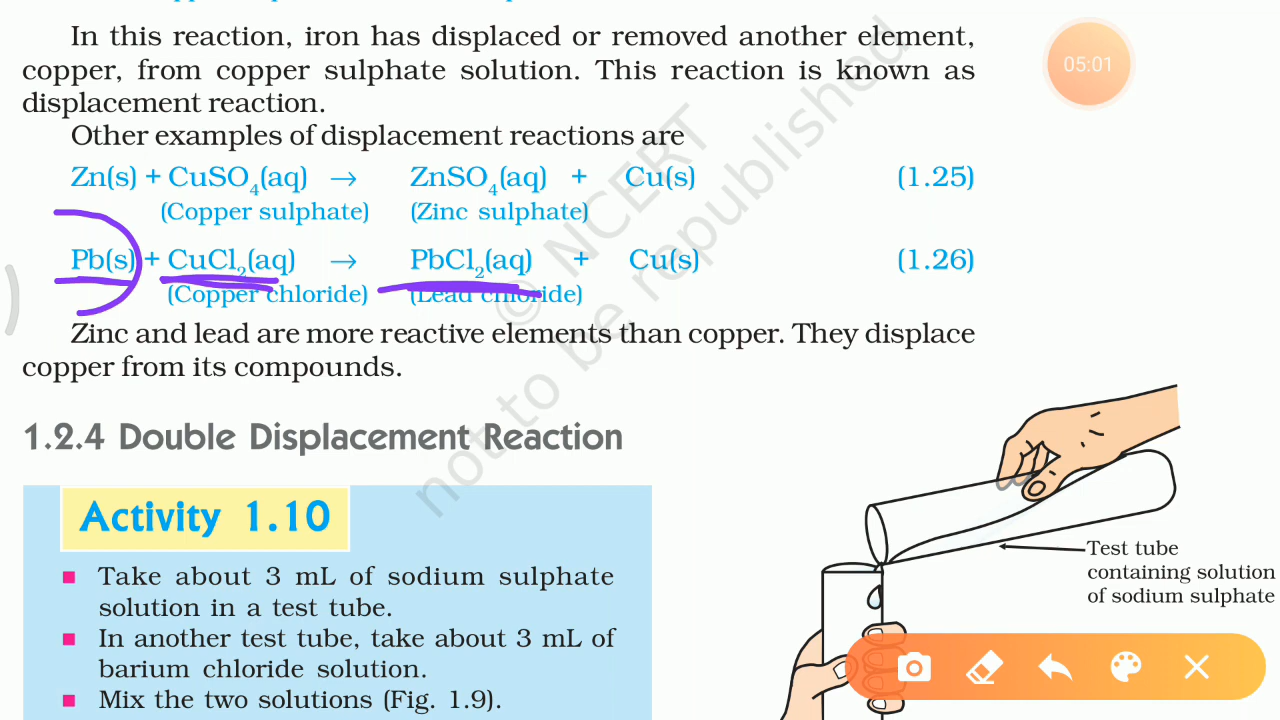 In this reaction, iron has displaced or removed another element,
copper, from copper sulphate solution. This reaction is known as
displacement reaction.
Other examples of displacement reactions are
Zn(s) + CuSO₄(aq) → ZnSO₄(aq) + Cu(s) (1.25)
(Copper sulphate) (Zinc sulphate)
Pb(s) + CuCl₂(aq) → PbCl₂(aq) + Cu(s) (1.26)
(Copper chloride) (Lead chloride)
Zinc and lead are more reactive elements than copper. They displace
copper from its compounds.
1.2.4 Double Displacement Reaction
Activity 1.10
■ Take about 3 mL of sodium sulphate
solution in a test tube.
■ In another test tube, take about 3 mL of
barium chloride solution.
■ Mix the two solutions (Fig. 1.9).
Test tube
containing solution
of sodium sulphate
05:01
© NCERT
not to be republished